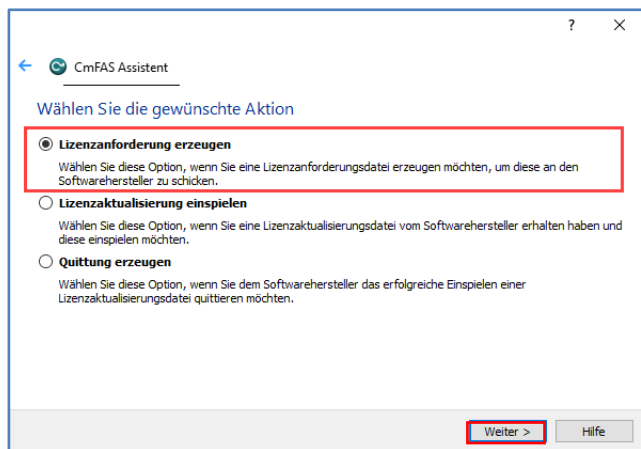 ?
CmFAS Assistent
Wählen Sie die gewünschte Aktion
Lizenzanforderung erzeugen
Wählen Sie diese Option, wenn Sie eine Lizenzanforderungsdatei erzeugen möchten, um diese an den
Softwarehersteller zu schicken.
Lizenzaktualisierung einspielen
Wählen Sie diese Option, wenn Sie eine Lizenzaktualisierungsdatei vom Softwarehersteller erhalten haben und
diese einspielen möchten.
Quittung erzeugen
Wählen Sie diese Option, wenn Sie dem Softwarehersteller das erfolgreiche Einspielen einer
Lizenzaktualisierungsdatei quittieren möchten.
Weiter > Hilfe